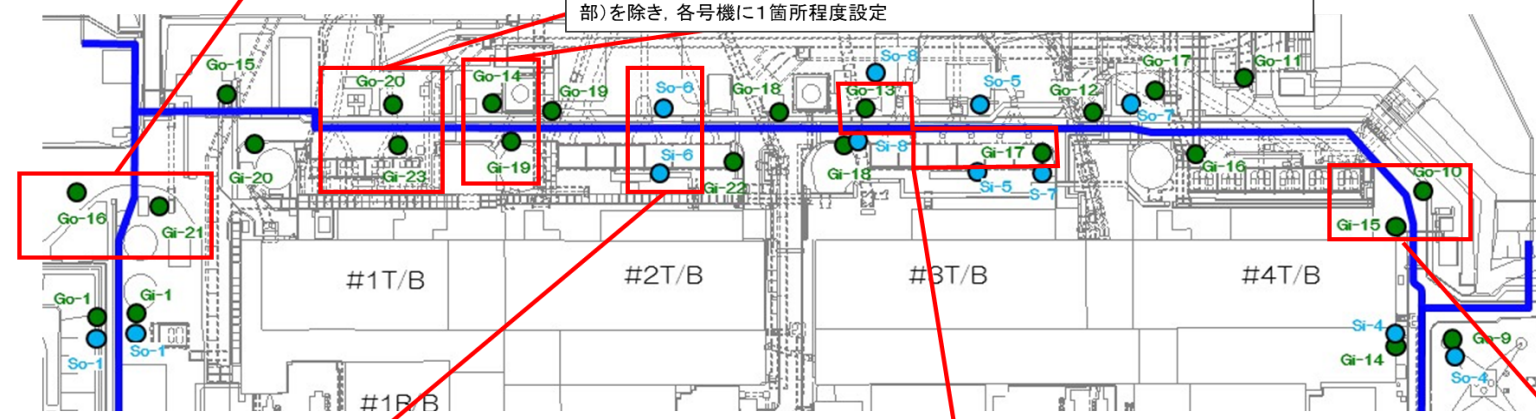 部)を除き, 各号機に1箇所程度設定
Go-15
Go-20
Go-14
Go-19
So-6
Go-18
So-8
Go-13
So-5
Go-12
Go-17
So-7
Go-11
Gi-20
Gi-23
Gi-19
Si-6
Gi-22
Gi-18
Si-8
Gi-17
Si-5
S-7
Gi-16
Go-10
Gi-15
Go-16
Gi-21
#1T/B
#2T/B
#3T/B
#4T/B
Go-1
Gi-1
So-1
So-1
Si-4
Gi-14
Go-9
So-4
#1R/B